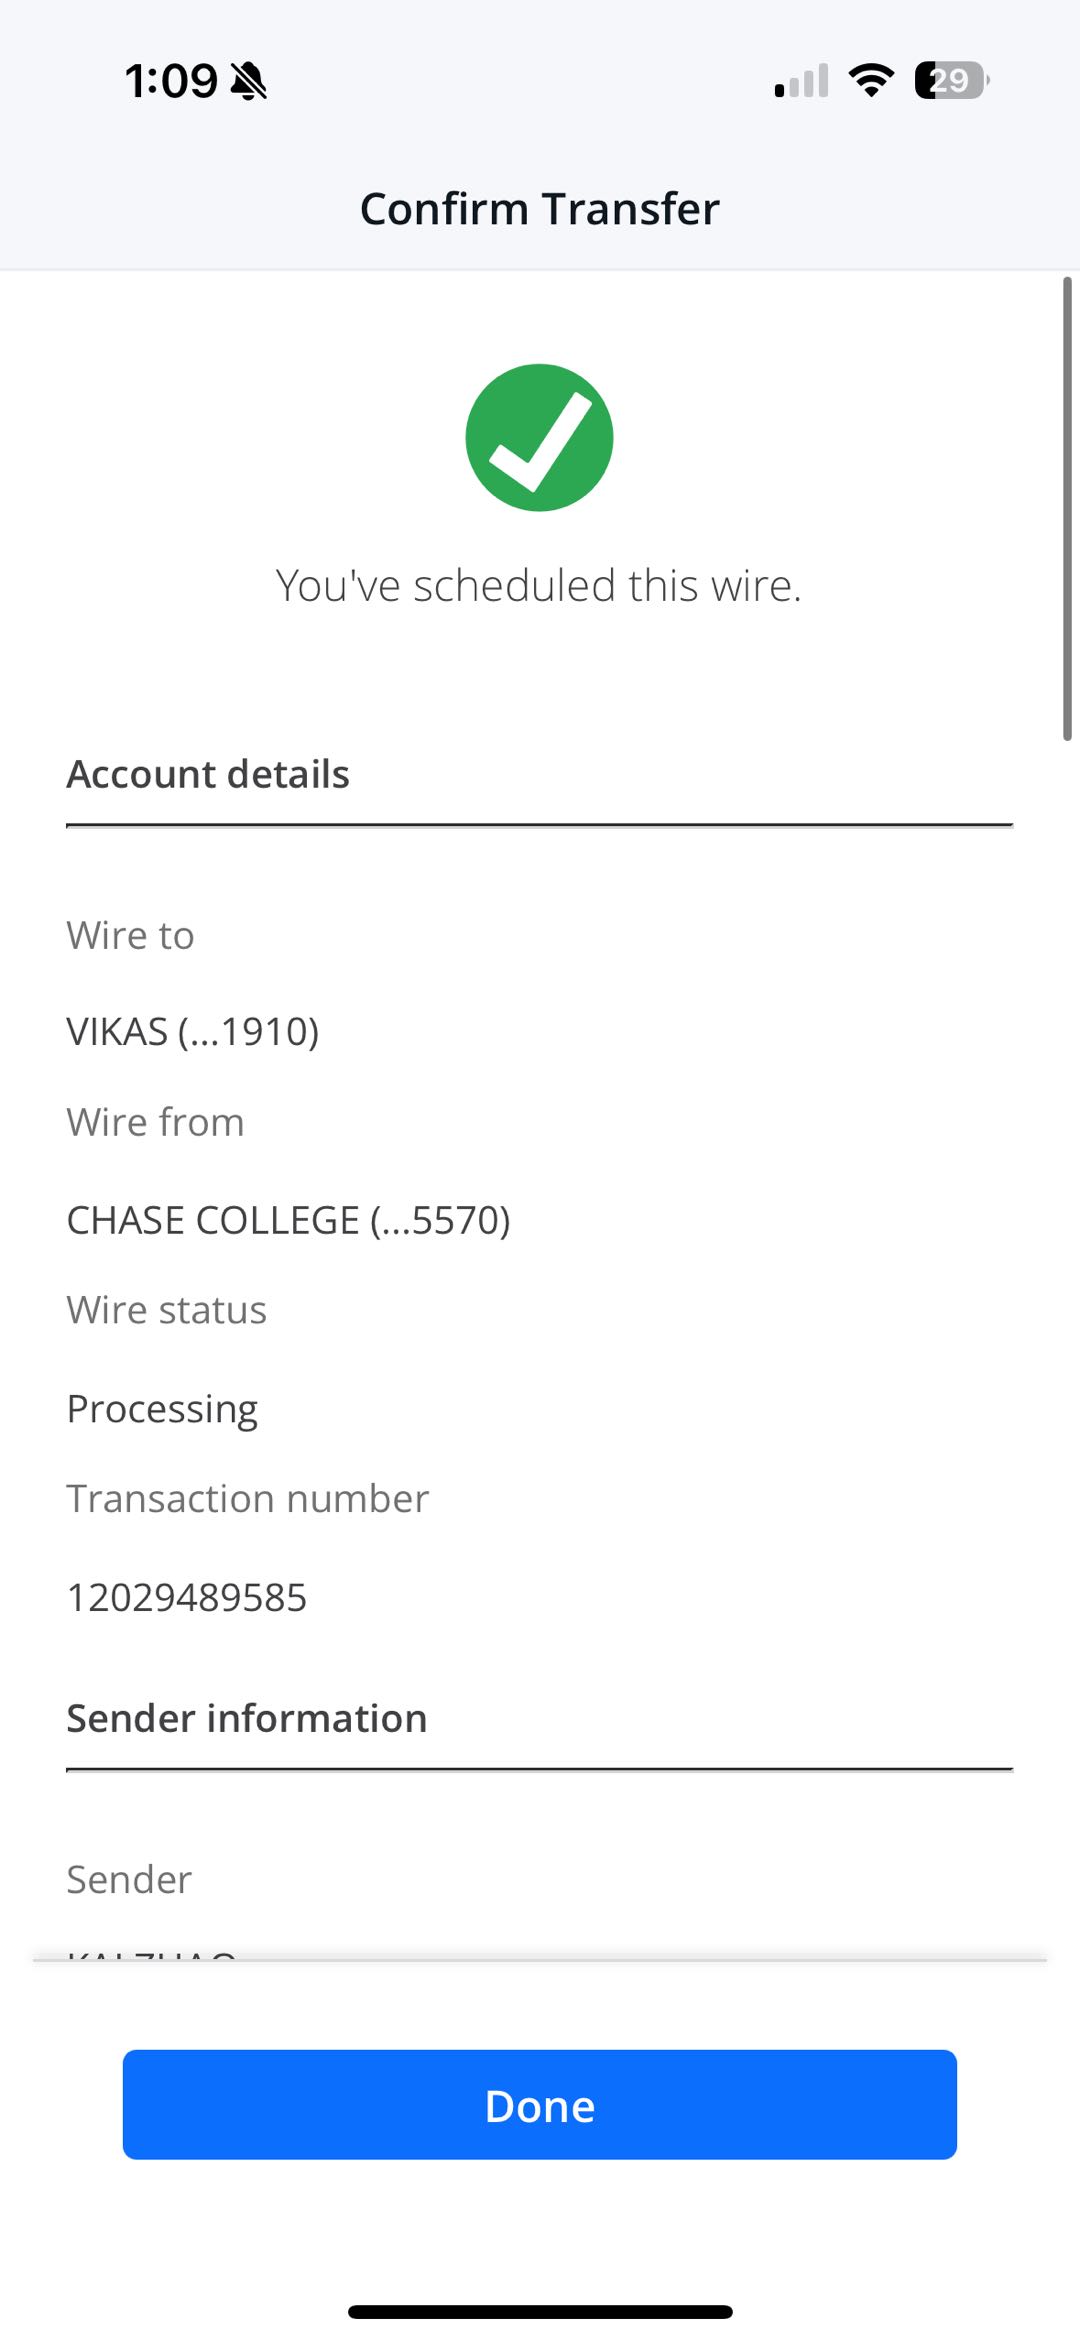 1:09
29
Confirm Transfer
You've scheduled this wire.
Account details
Wire to
VIKAS (...1910)
Wire from
CHASE COLLEGE (...5570)
Wire status
Processing
Transaction number
12029489585
Sender information
Sender
Done